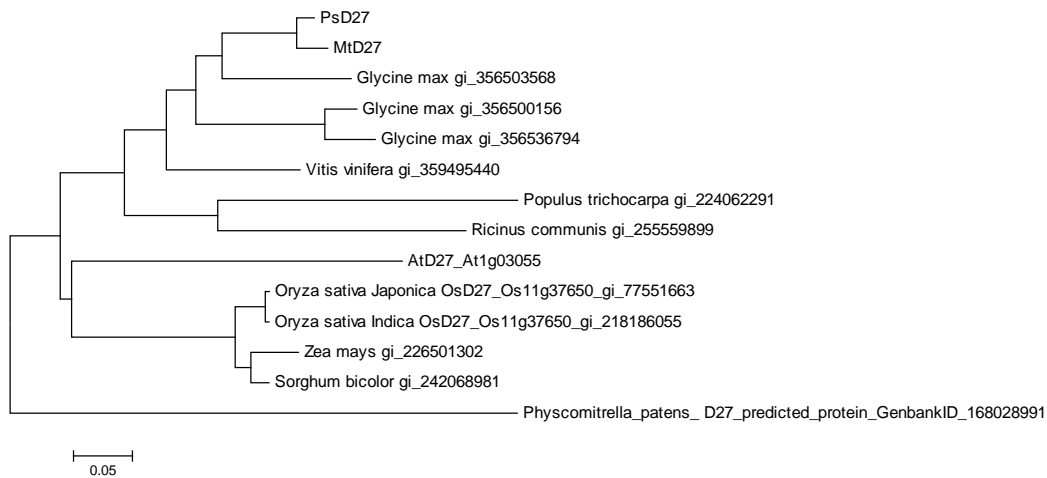 PsD27
MtD27
Glycine max gi_356503568
Glycine max gi_356500156
Glycine max gi_356536794
Vitis vinifera gi_359495440
Populus trichocarpa gi_224062291
Ricinus communis gi_255559899
AtD27_At1g03055
Oryza sativa Japonica OsD27_Os11g37650_gi_77551663
Oryza sativa Indica OsD27_Os11g37650_gi_218186055
Zea mays gi_226501302
Sorghum bicolor gi_242068981
Physcomitrella_patens_ D27_predicted_protein_GenbankID_168028991
0.05